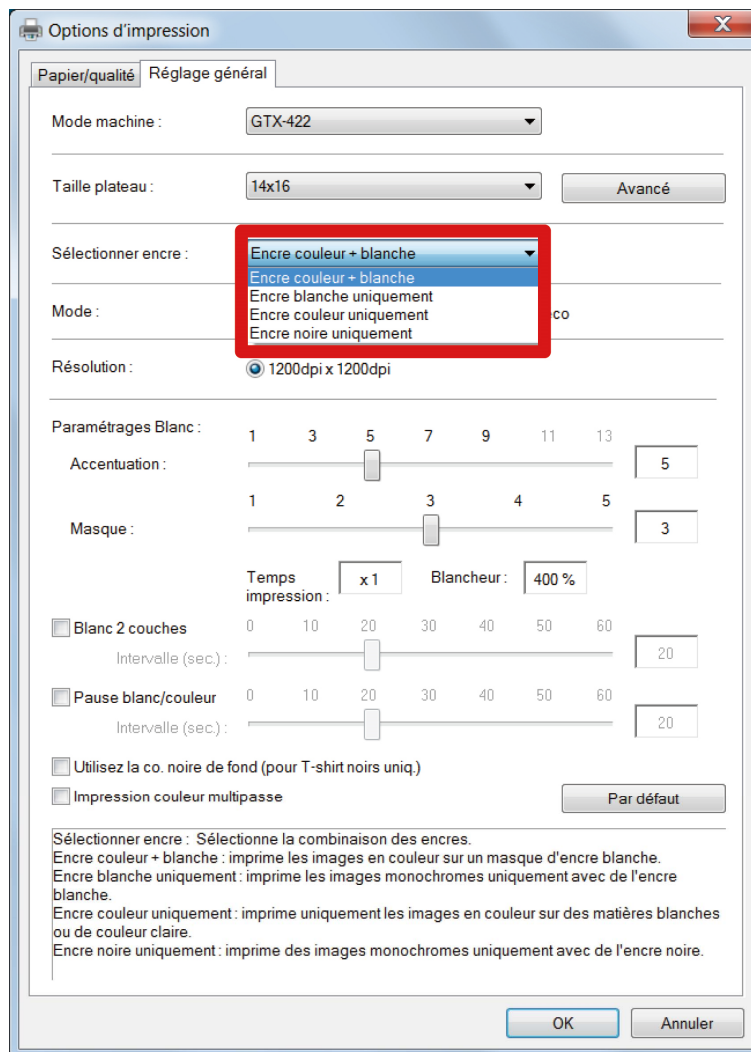 Options d'impression
X
Papier/qualité Réglage général
Mode machine : GTX-422
Taille plateau : 14x16 Avancé
Sélectionner encre : Encre couleur + blanche
Encre couleur + blanche
Encre blanche uniquement
Encre couleur uniquement
Encre noire uniquement
Mode : eco
Résolution : 1200dpi x 1200dpi
Paramétrages Blanc :
1 3 5 7 9 11 13
Accentuation : 5
1 2 3 4 5
Masque : 3
Temps impression : x 1 Blancheur : 400 %
Blanc 2 couches 0 10 20 30 40 50 60
Intervalle (sec.) : 20
Pause blanc/couleur 0 10 20 30 40 50 60
Intervalle (sec.) : 20
Utilisez la co. noire de fond (pour T-shirt noirs uniq.)
Impression couleur multipasse Par défaut
Sélectionner encre : Sélectionne la combinaison des encres.
Encre couleur + blanche : imprime les images en couleur sur un masque d'encre blanche.
Encre blanche uniquement : imprime les images monochromes uniquement avec de l'encre
blanche.
Encre couleur uniquement : imprime uniquement les images en couleur sur des matières blanches
ou de couleur claire.
Encre noire uniquement : imprime des images monochromes uniquement avec de l'encre noire.
OK Annuler